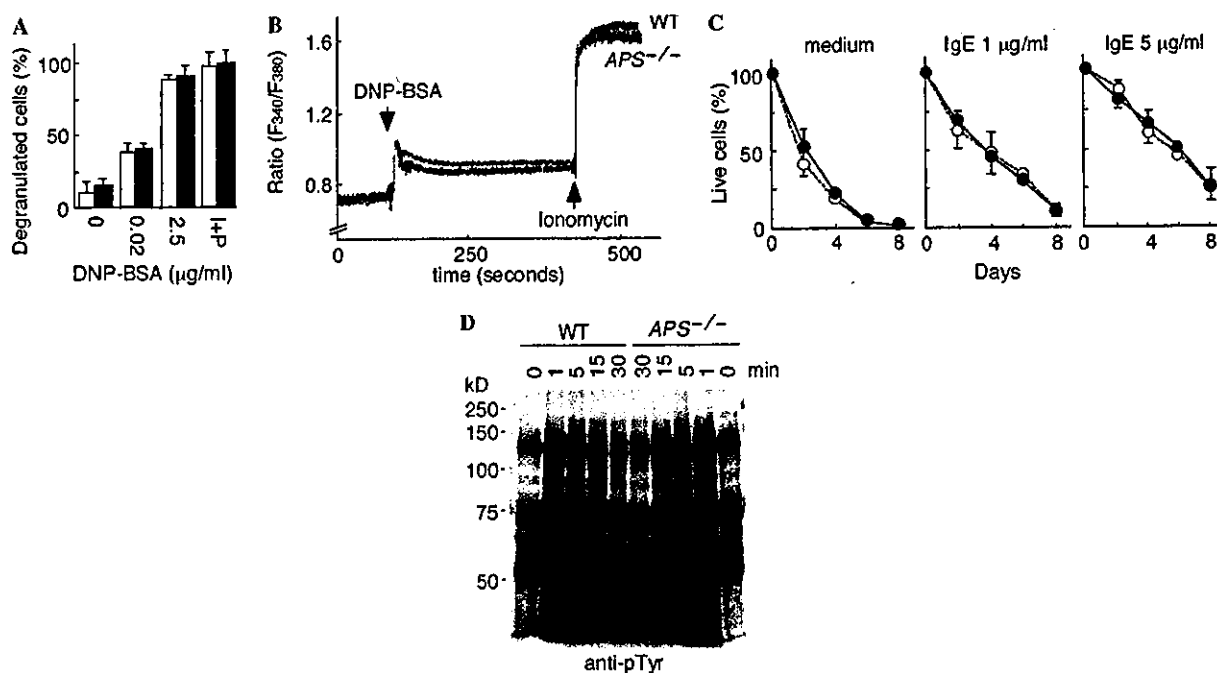 A
Degranulated cells (%)
100
50
0
0
0.02
2.5
I+P
DNP-BSA (μg/ml)
B
Ratio (F340/F380)
1.6
1.2
0.8
DNP-BSA
WT
APS−/−
Ionomycin
0
250
500
time (seconds)
C
medium
IgE 1 μg/ml
IgE 5 μg/ml
Live cells (%)
100
50
0
0 4 8
0 4 8
0 4 8
Days
D
WT
APS−/−
0 1 5 15 30 30 15 5 1 0 min
kD
250
150
100
75
50
anti-pTyr